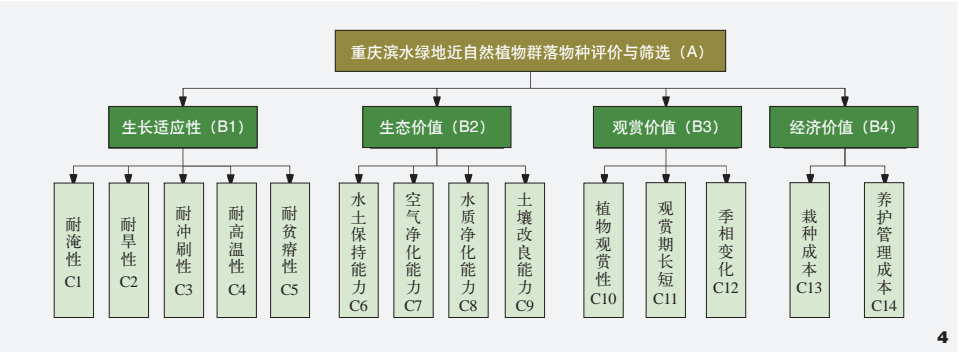 重庆滨水绿地近自然植物群落物种评价与筛选（A）
生长适应性（B1）
生态价值（B2）
观赏价值（B3）
经济价值（B4）
耐淹性C1
耐旱性C2
耐冲刷性C3
耐高温性C4
耐贫瘠性C5
水土保持能力C6
空气净化能力C7
水质净化能力C8
土壤改良能力C9
植物观赏性C10
观赏期长短C11
季相变化C12
栽种成本C13
养护管理成本C14
4